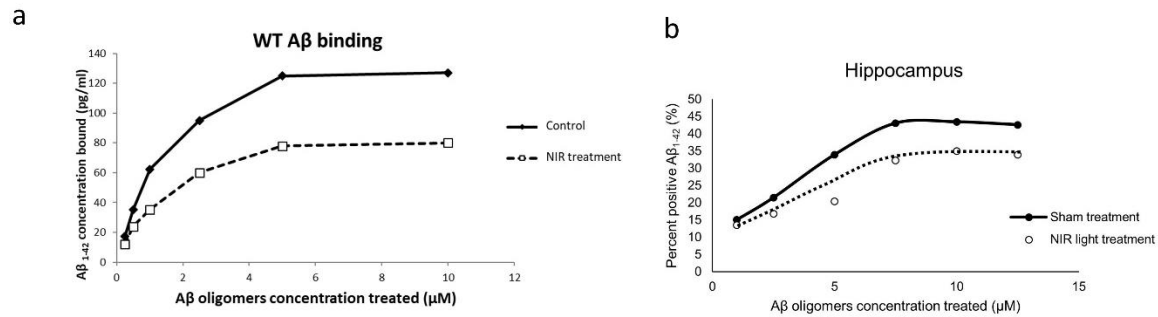 a
WT Aβ binding
Aβ 1-42 concentration bound (pg/ml)
140
120
100
80
60
40
20
0
0 2 4 6 8 10 12
Aβ oligomers concentration treated (µM)
Control
NIR treatment
b
Hippocampus
Percent positive Aβ1-42 (%)
50
45
40
35
30
25
20
15
10
5
0
0 5 10 15
Aβ oligomers concentration treated (µM)
Sham treatment
NIR light treatment